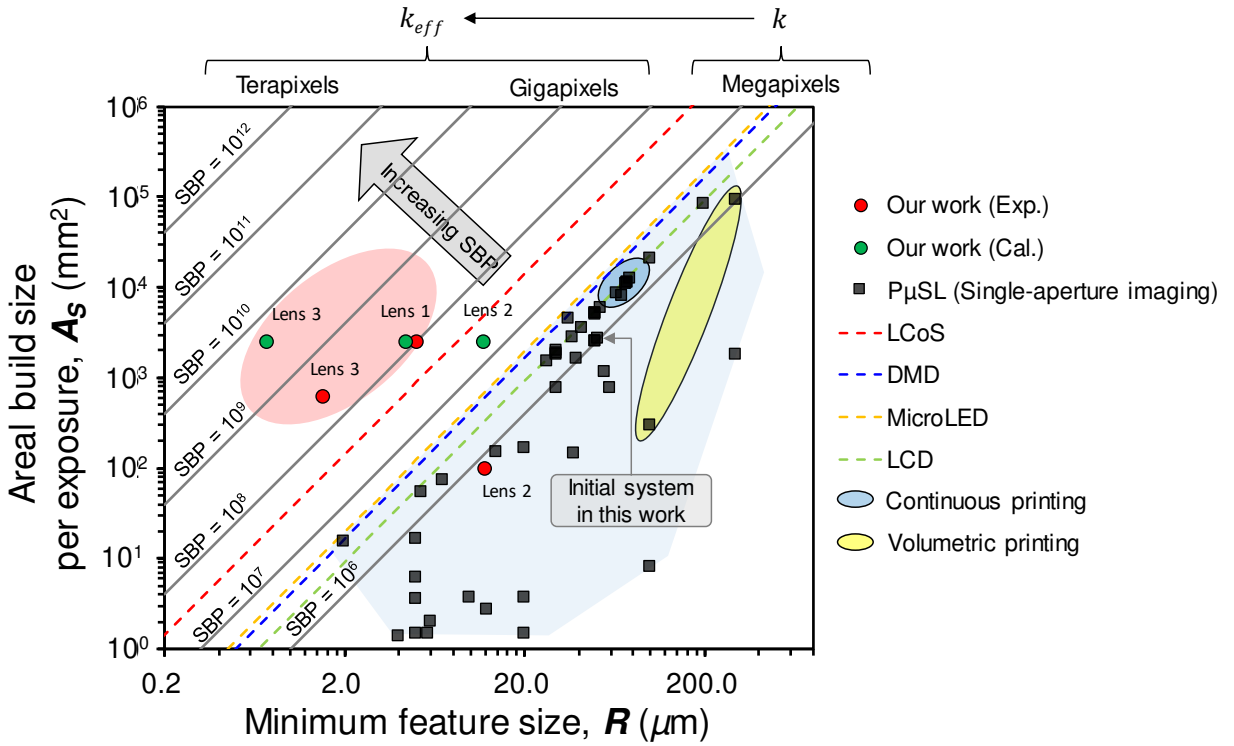 k_eff
k
Terapixels
Gigapixels
Megapixels
10^6
10^5
10^4
10^3
10^2
10^1
10^0
Areal build size
per exposure, A_S (mm²)
SBP = 10^12
SBP = 10^11
SBP = 10^10
SBP = 10^9
SBP = 10^8
SBP = 10^7
SBP = 10^6
Increasing SBP
Lens 3
Lens 1
Lens 2
Lens 3
Lens 2
Initial system
in this work
0.2
2.0
20.0
200.0
Minimum feature size, R (μm)
Our work (Exp.)
Our work (Cal.)
PμSL (Single-aperture imaging)
LCoS
DMD
MicroLED
LCD
Continuous printing
Volumetric printing